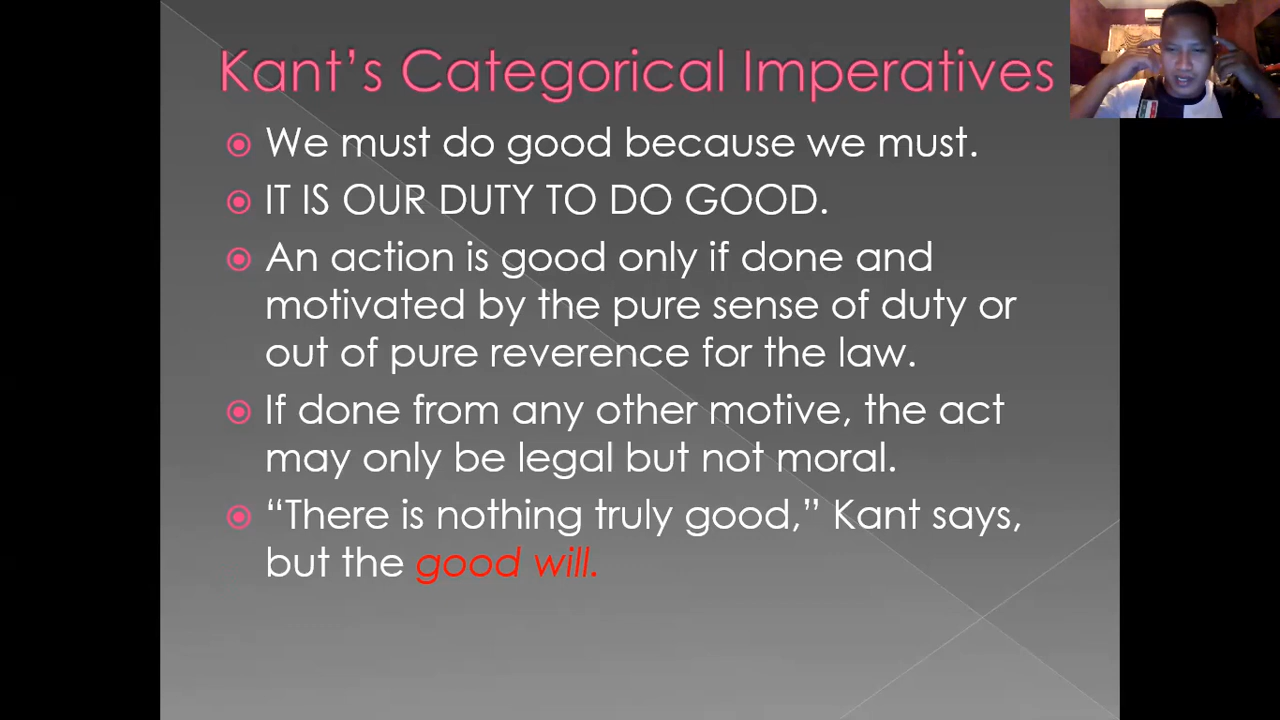 Kant's Categorical Imperatives
We must do good because we must.
IT IS OUR DUTY TO DO GOOD.
An action is good only if done and
motivated by the pure sense of duty or
out of pure reverence for the law.
If done from any other motive, the act
may only be legal but not moral.
“There is nothing truly good,” Kant says,
but the good will.